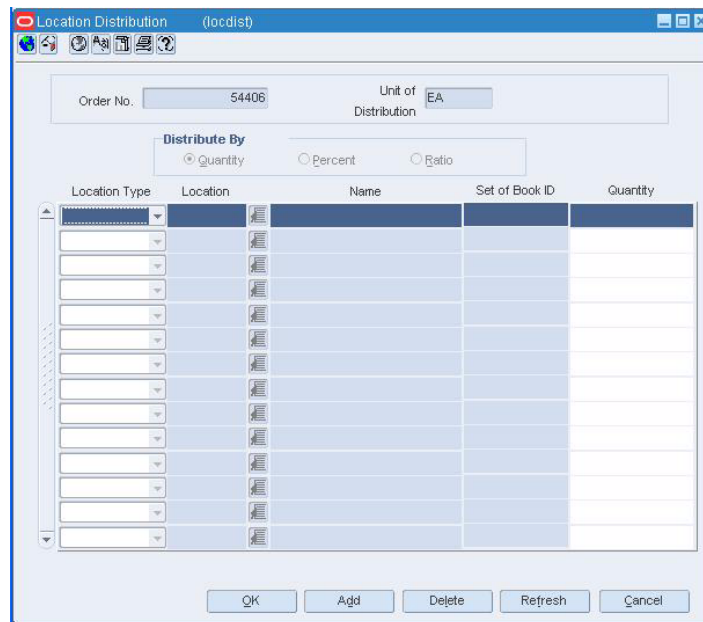 Location Distribution (locdist)
Order No. 54406 Unit of Distribution EA
Distribute By
Quantity Percent Ratio
Location Type Location Name Set of Book ID Quantity
OK Add Delete Refresh Cancel